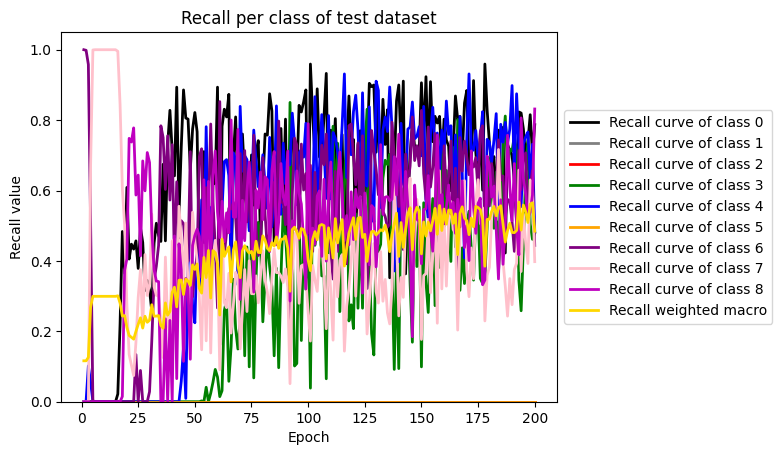 Recall per class of test dataset
Recall value
1.0
0.8
0.6
0.4
0.2
0.0
0
25
50
75
100
125
150
175
200
Epoch
Recall curve of class 0
Recall curve of class 1
Recall curve of class 2
Recall curve of class 3
Recall curve of class 4
Recall curve of class 5
Recall curve of class 6
Recall curve of class 7
Recall curve of class 8
Recall weighted macro